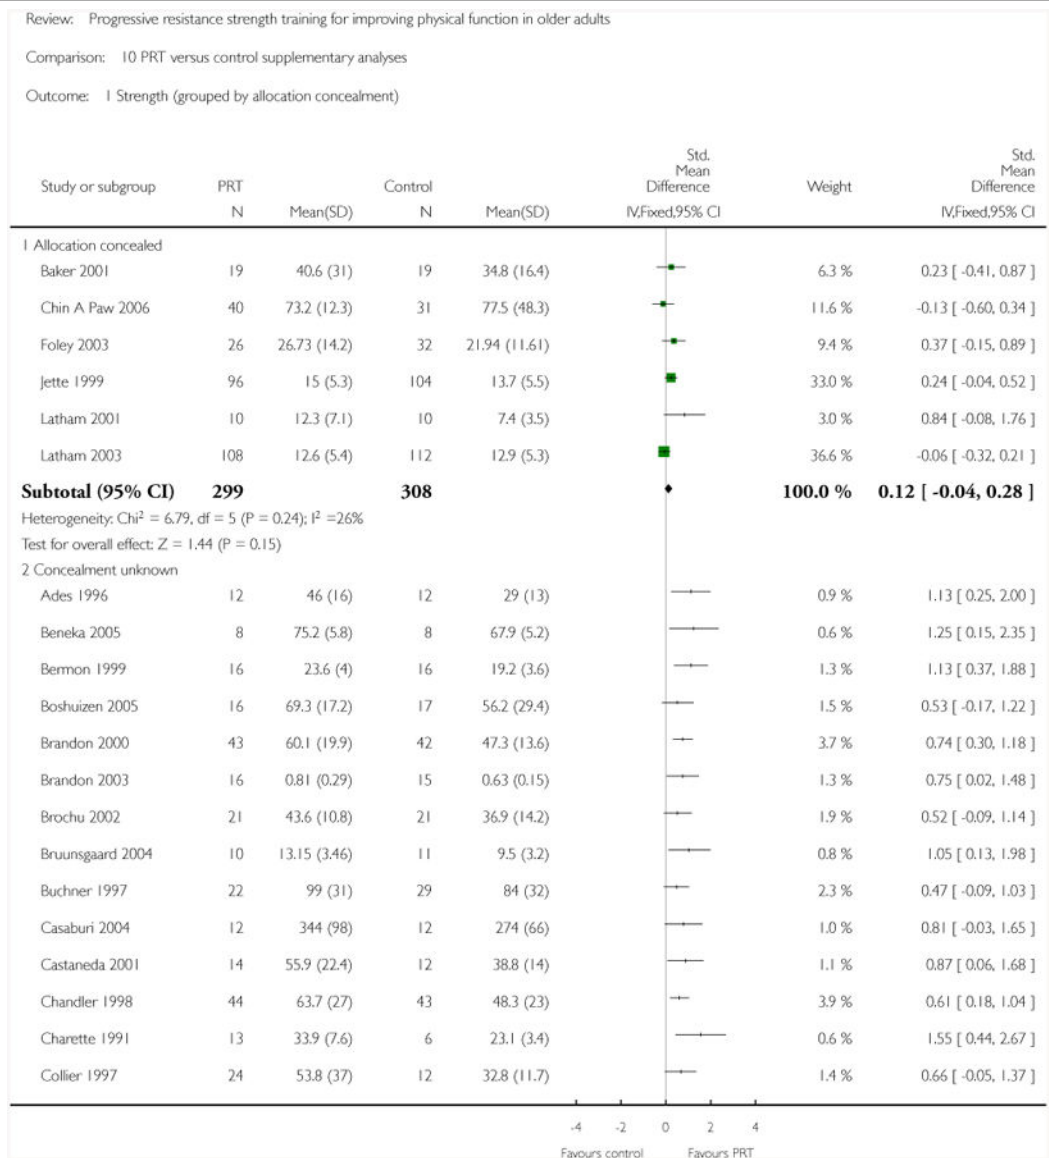 Review: Progressive resistance strength training for improving physical function in older adults
Comparison: 10 PRT versus control supplementary analyses
Outcome: 1 Strength (grouped by allocation concealment)
Study or subgroup PRT Control Std. Mean Difference Weight Std. Mean Difference
N Mean(SD) N Mean(SD) IV,Fixed,95% CI IV,Fixed,95% CI
1 Allocation concealed
Baker 2001 19 40.6 (31) 19 34.8 (16.4) 6.3 % 0.23 [ -0.41, 0.87 ]
Chin A Paw 2006 40 73.2 (12.3) 31 77.5 (48.3) 11.6 % -0.13 [ -0.60, 0.34 ]
Foley 2003 26 26.73 (14.2) 32 21.94 (11.61) 9.4 % 0.37 [ -0.15, 0.89 ]
Jette 1999 96 15 (5.3) 104 13.7 (5.5) 33.0 % 0.24 [ -0.04, 0.52 ]
Latham 2001 10 12.3 (7.1) 10 7.4 (3.5) 3.0 % 0.84 [ -0.08, 1.76 ]
Latham 2003 108 12.6 (5.4) 112 12.9 (5.3) 36.6 % -0.06 [ -0.32, 0.21 ]
Subtotal (95% CI) 299 308 100.0 % 0.12 [ -0.04, 0.28 ]
Heterogeneity: Chi² = 6.79, df = 5 (P = 0.24); I² =26%
Test for overall effect: Z = 1.44 (P = 0.15)
2 Concealment unknown
Ades 1996 12 46 (16) 12 29 (13) 0.9 % 1.13 [ 0.25, 2.00 ]
Beneka 2005 8 75.2 (5.8) 8 67.9 (5.2) 0.6 % 1.25 [ 0.15, 2.35 ]
Bermon 1999 16 23.6 (4) 16 19.2 (3.6) 1.3 % 1.13 [ 0.37, 1.88 ]
Boshuizen 2005 16 69.3 (17.2) 17 56.2 (29.4) 1.5 % 0.53 [ -0.17, 1.22 ]
Brandon 2000 43 60.1 (19.9) 42 47.3 (13.6) 3.7 % 0.74 [ 0.30, 1.18 ]
Brandon 2003 16 0.81 (0.29) 15 0.63 (0.15) 1.3 % 0.75 [ 0.02, 1.48 ]
Brochu 2002 21 43.6 (10.8) 21 36.9 (14.2) 1.9 % 0.52 [ -0.09, 1.14 ]
Bruunsgaard 2004 10 13.15 (3.46) 11 9.5 (3.2) 0.8 % 1.05 [ 0.13, 1.98 ]
Buchner 1997 22 99 (31) 29 84 (32) 2.3 % 0.47 [ -0.09, 1.03 ]
Casaburi 2004 12 344 (98) 12 274 (66) 1.0 % 0.81 [ -0.03, 1.65 ]
Castaneda 2001 14 55.9 (22.4) 12 38.8 (14) 1.1 % 0.87 [ 0.06, 1.68 ]
Chandler 1998 44 63.7 (27) 43 48.3 (23) 3.9 % 0.61 [ 0.18, 1.04 ]
Charette 1991 13 33.9 (7.6) 6 23.1 (3.4) 0.6 % 1.55 [ 0.44, 2.67 ]
Collier 1997 24 53.8 (37) 12 32.8 (11.7) 1.4 % 0.66 [ -0.05, 1.37 ]
-4 -2 0 2 4
Favours control Favours PRT